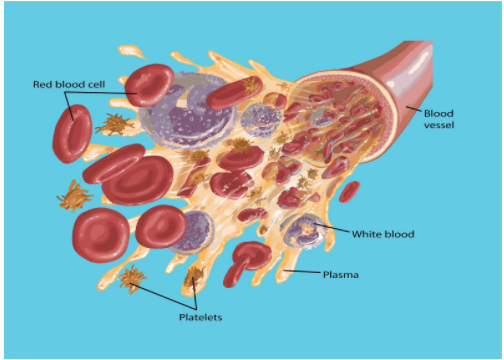 Red blood cell
Blood
vessel
White blood
Plasma
Platelets